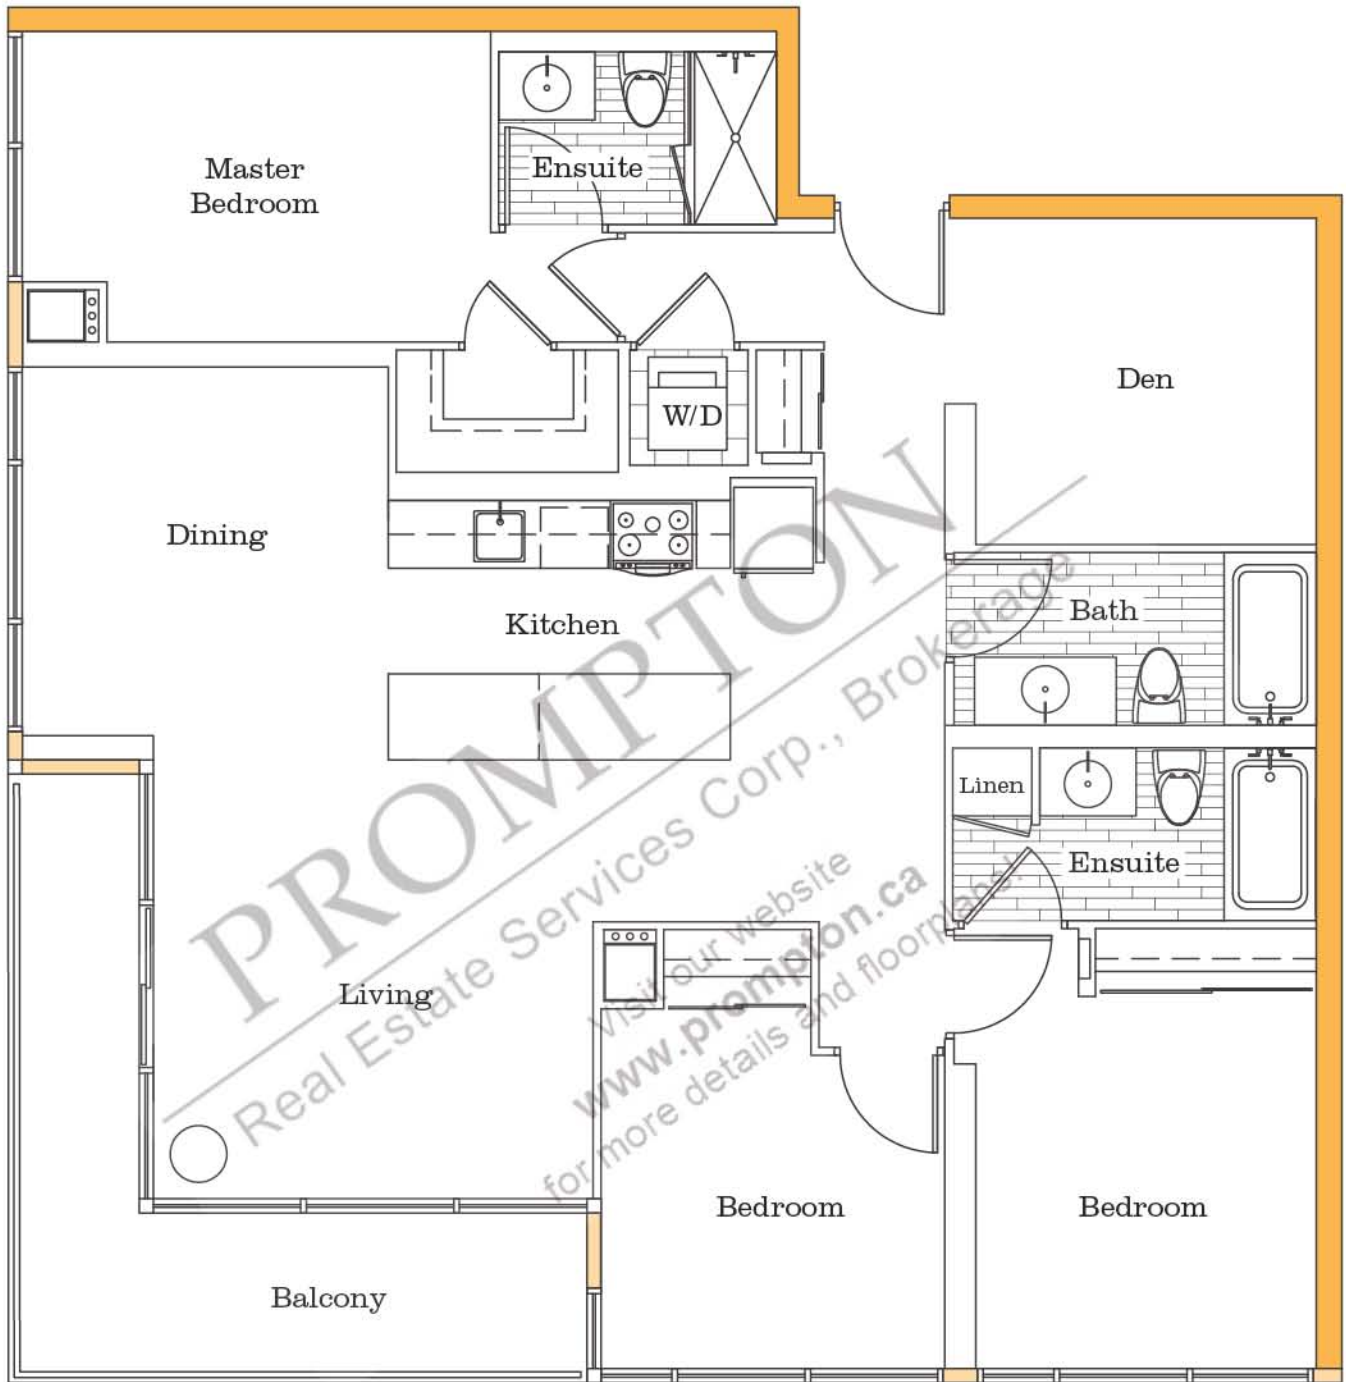 Master
Bedroom
Ensuite
Den
W/D
Dining
Kitchen
Bath
Linen
Ensuite
Living
Bedroom
Bedroom
Balcony
PROMPTON
Real Estate Services Corp., Brokerage
Visit our website
www.prompton.ca
for more details and floorplans!